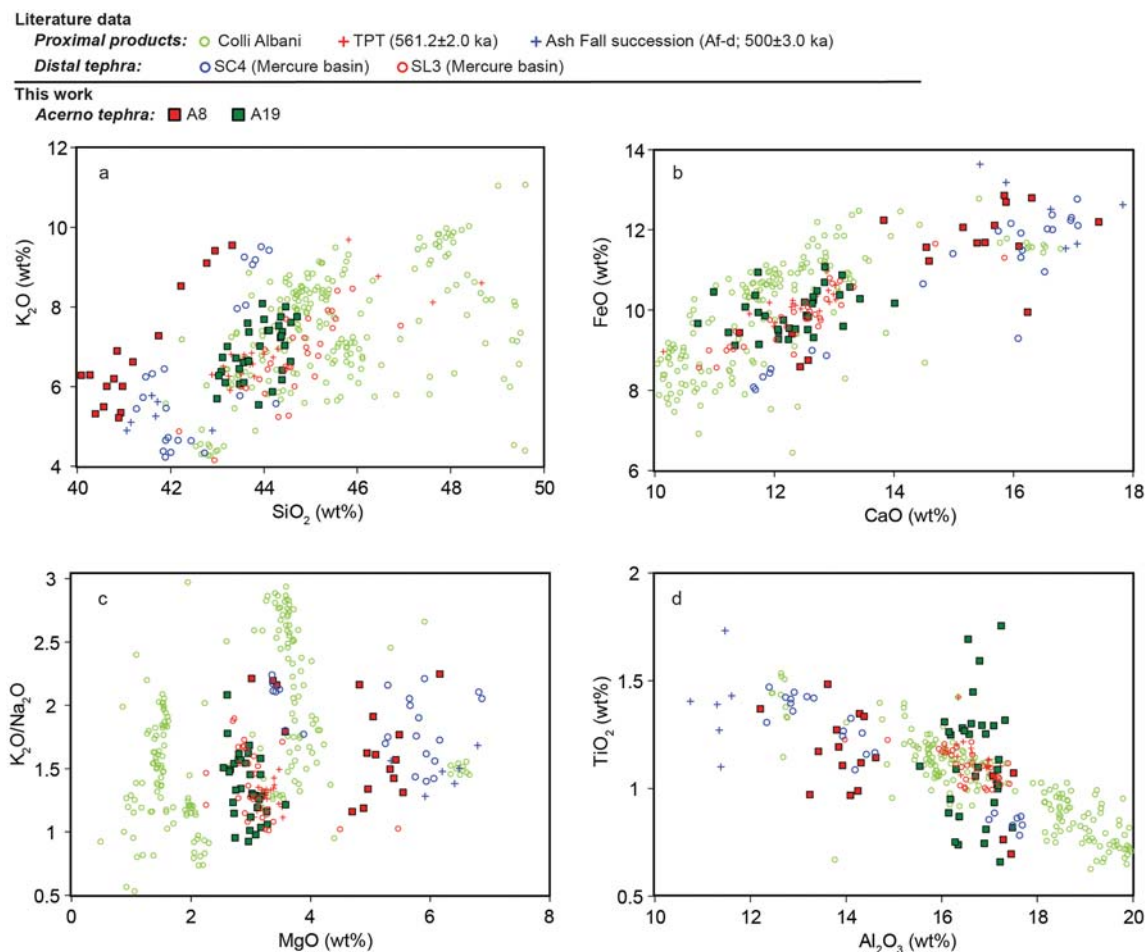 Literature data
Proximal products: Colli Albani TPT (561.2±2.0 ka) Ash Fall succession (Af-d; 500±3.0 ka)
Distal tephra: SC4 (Mercure basin) SL3 (Mercure basin)
This work
Acerno tephra: A8 A19
12
10
8
6
4
K₂O (wt%)
a
40 42 44 46 48 50
SiO₂ (wt%)
14
12
10
8
6
FeO (wt%)
b
10 12 14 16 18
CaO (wt%)
3
2.5
2
1.5
1
0.5
K₂O/Na₂O
c
0 2 4 6 8
MgO (wt%)
2
1.5
1
0.5
TiO₂ (wt%)
d
10 12 14 16 18 20
Al₂O₃ (wt%)